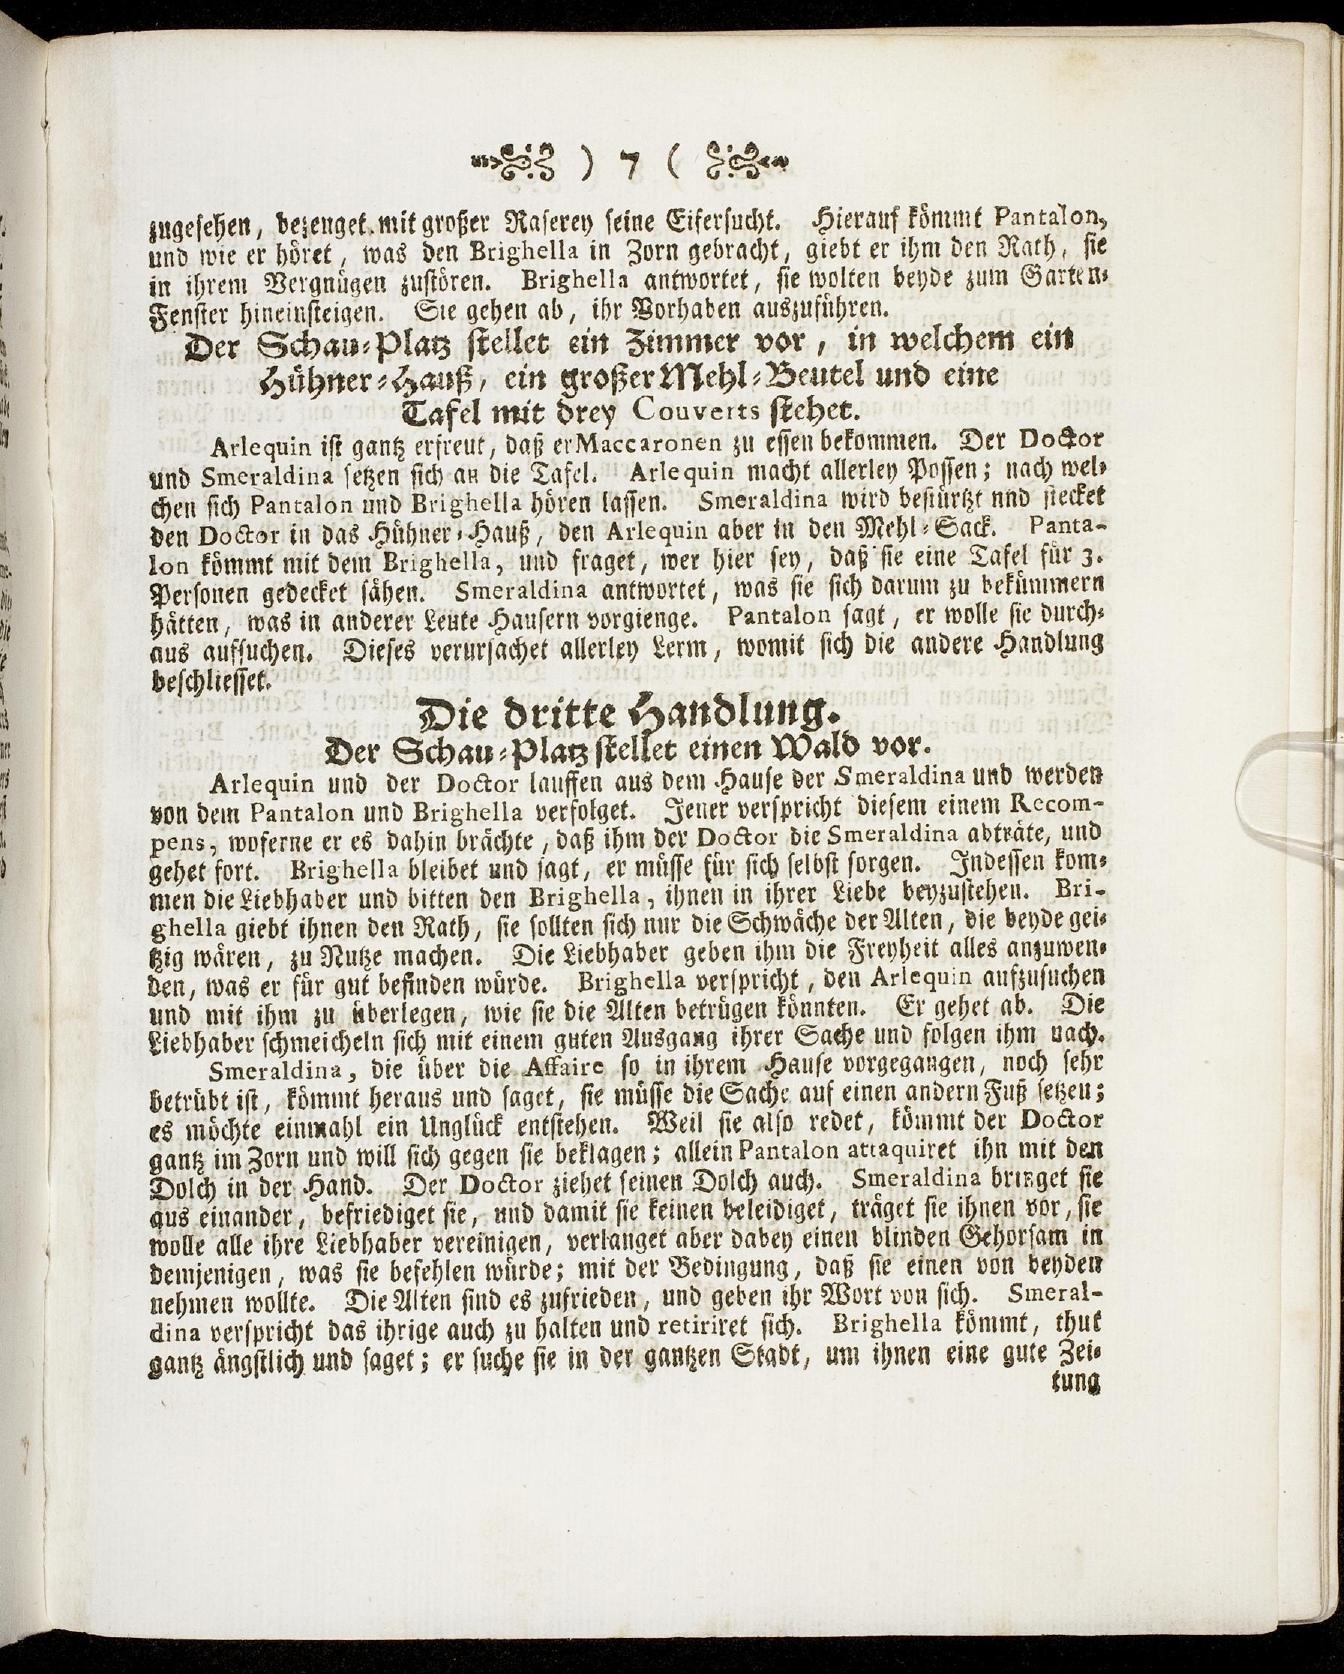 ) 7 (
zugesehen, bezeuget mit großer Raserey seine Eifersucht. Hierauf kömmt Pantalon,
und wie er höret, was den Brighella in Zorn gebracht, giebt er ihm den Rath, sie
in ihrem Vergnügen zustören. Brighella antwortet, sie wolten beyde zum Garten-
Fenster hineinsteigen. Sie gehen ab, ihr Vorhaben auszuführen.
Der Schau-Platz stellet ein Zimmer vor, in welchem ein
Hühner-Hauß, ein großer Mehl-Beutel und eine
Tafel mit drey Couverts stehet.
Arlequin ist gantz erfreut, daß er Maccaronen zu essen bekommen. Der Doctor
und Smeraldina setzen sich an die Tafel. Arlequin macht allerley Possen; nach wel-
chen sich Pantalon und Brighella hören lassen. Smeraldina wird bestürtzt nnd stecket
den Doctor in das Hühner-Hauß, den Arlequin aber in den Mehl-Sack. Panta-
lon kömmt mit dem Brighella, und fraget, wer hier sey, daß sie eine Tafel für 3.
Personen gedecket sähen. Smeraldina antwortet, was sie sich darum zu bekümmern
hätten, was in anderer Leute Hausern vorgienge. Pantalon sagt, er wolle sie durch-
aus aufsuchen. Dieses verursachet allerley Lerm, womit sich die andere Handlung
beschliesset.
Die dritte Handlung.
Der Schau-Platz stellet einen Wald vor.
Arlequin und der Doctor lauffen aus dem Hause der Smeraldina und werden
von dem Pantalon und Brighella verfolget. Jener verspricht diesem einem Recom-
pens, woferne er es dahin brächte, daß ihm der Doctor die Smeraldina abträte, und
gehet fort. Brighella bleibet und sagt, er müsse für sich selbst sorgen. Indessen kom-
men die Liebhaber und bitten den Brighella, ihnen in ihrer Liebe beyzustehen. Bri-
ghella giebt ihnen den Rath, sie sollten sich nur die Schwäche der Alten, die beyde gei-
tzig wären, zu Nutze machen. Die Liebhaber geben ihm die Freyheit alles anzuwen-
den, was er für gut befinden würde. Brighella verspricht, den Arlequin aufzusuchen
und mit ihm zu überlegen, wie sie die Alten betrügen könnten. Er gehet ab. Die
Liebhaber schmeicheln sich mit einem guten Ausgang ihrer Sache und folgen ihm nach.
Smeraldina, die über die Affaire so in ihrem Hause vorgegangen, noch sehr
betrübt ist, kömmt heraus und saget, sie müsse die Sache auf einen andern Fuß setzen;
es möchte einmahl ein Unglück entstehen. Weil sie also redet, kömmt der Doctor
gantz im Zorn und will sich gegen sie beklagen; allein Pantalon attaquiret ihn mit den
Dolch in der Hand. Der Doctor ziehet seinen Dolch auch. Smeraldina bringet sie
aus einander, befriediget sie, und damit sie keinen beleidiget, träget sie ihnen vor, sie
wolle alle ihre Liebhaber vereinigen, verlanget aber dabey einen blinden Gehorsam in
demjenigen, was sie befehlen würde; mit der Bedingung, daß sie einen von beyden
nehmen wollte. Die Alten sind es zufrieden, und geben ihr Wort von sich. Smeral-
dina verspricht das ihrige auch zu halten und retiriret sich. Brighella kömmt, thut
gantz ängstlich und saget; er suche sie in der gantzen Stadt, um ihnen eine gute Zei-
tung